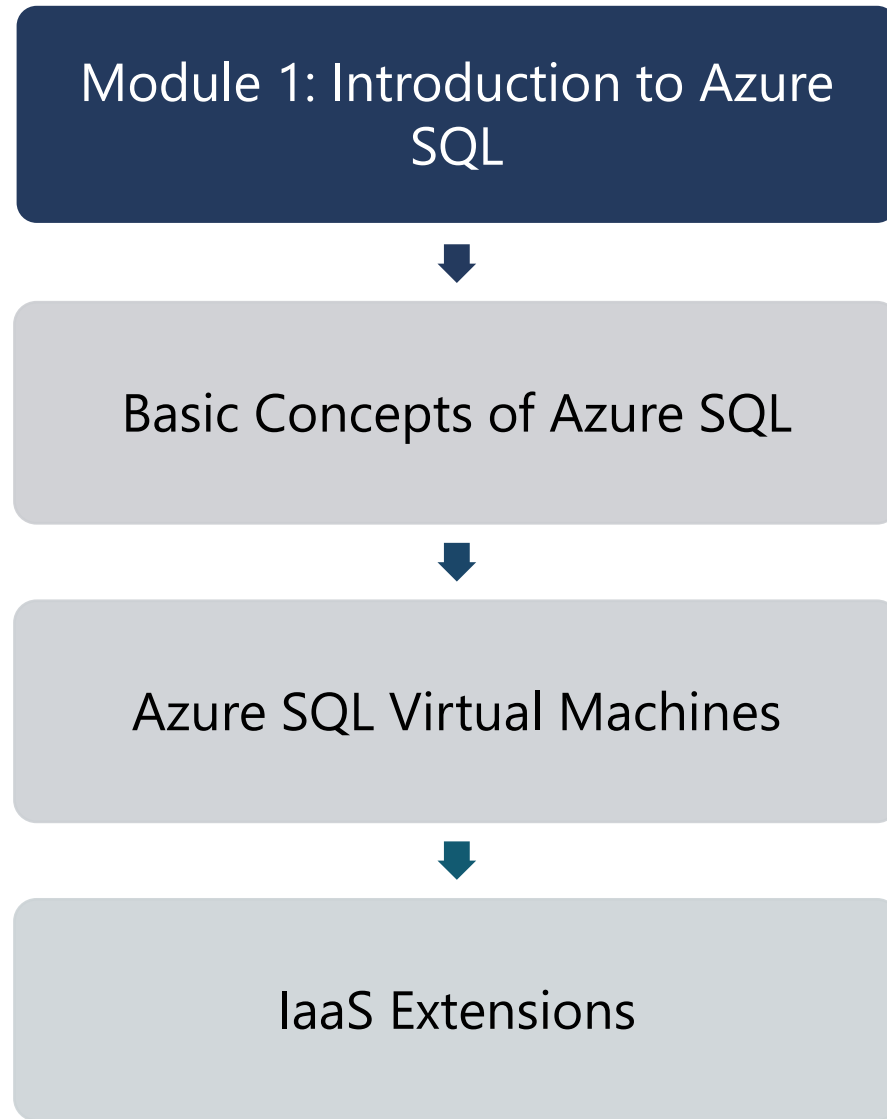 Module 1: Introduction to Azure
SQL
Basic Concepts of Azure SQL
Azure SQL Virtual Machines
IaaS Extensions